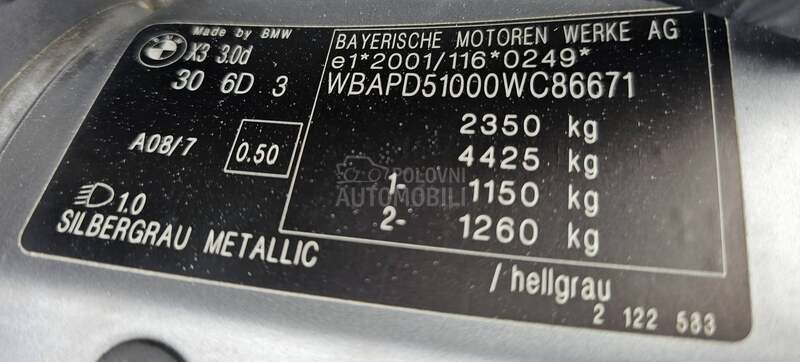 Made by BMW
BMW
X3 3.0d
30 6D 3
A08/7
0.50
1.0
SILBERGRAU METALLIC
BAYERISCHE MOTOREN WERKE AG
e1*2001/116*0249*
WBAPD51000WC86671
2350 kg
4425 kg
1- 1150 kg
2- 1260 kg
/hellgrau
2 122 583
POLOVNI
AUTOMOBILI